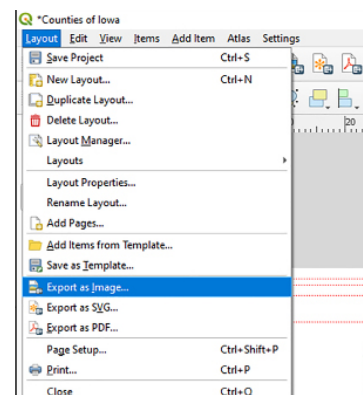 *Counties of Iowa
Layout Edit View Items Add Item Atlas Settings
Save Project Ctrl+S
New Layout... Ctrl+N
Duplicate Layout...
Delete Layout...
Layout Manager...
Layouts
20
Layout Properties...
Rename Layout...
Add Pages...
Add Items from Template...
Save as Template...
Export as Image...
Export as SVG...
Export as PDF...
Page Setup... Ctrl+Shift+P
Print... Ctrl+P
Close Ctrl+Q